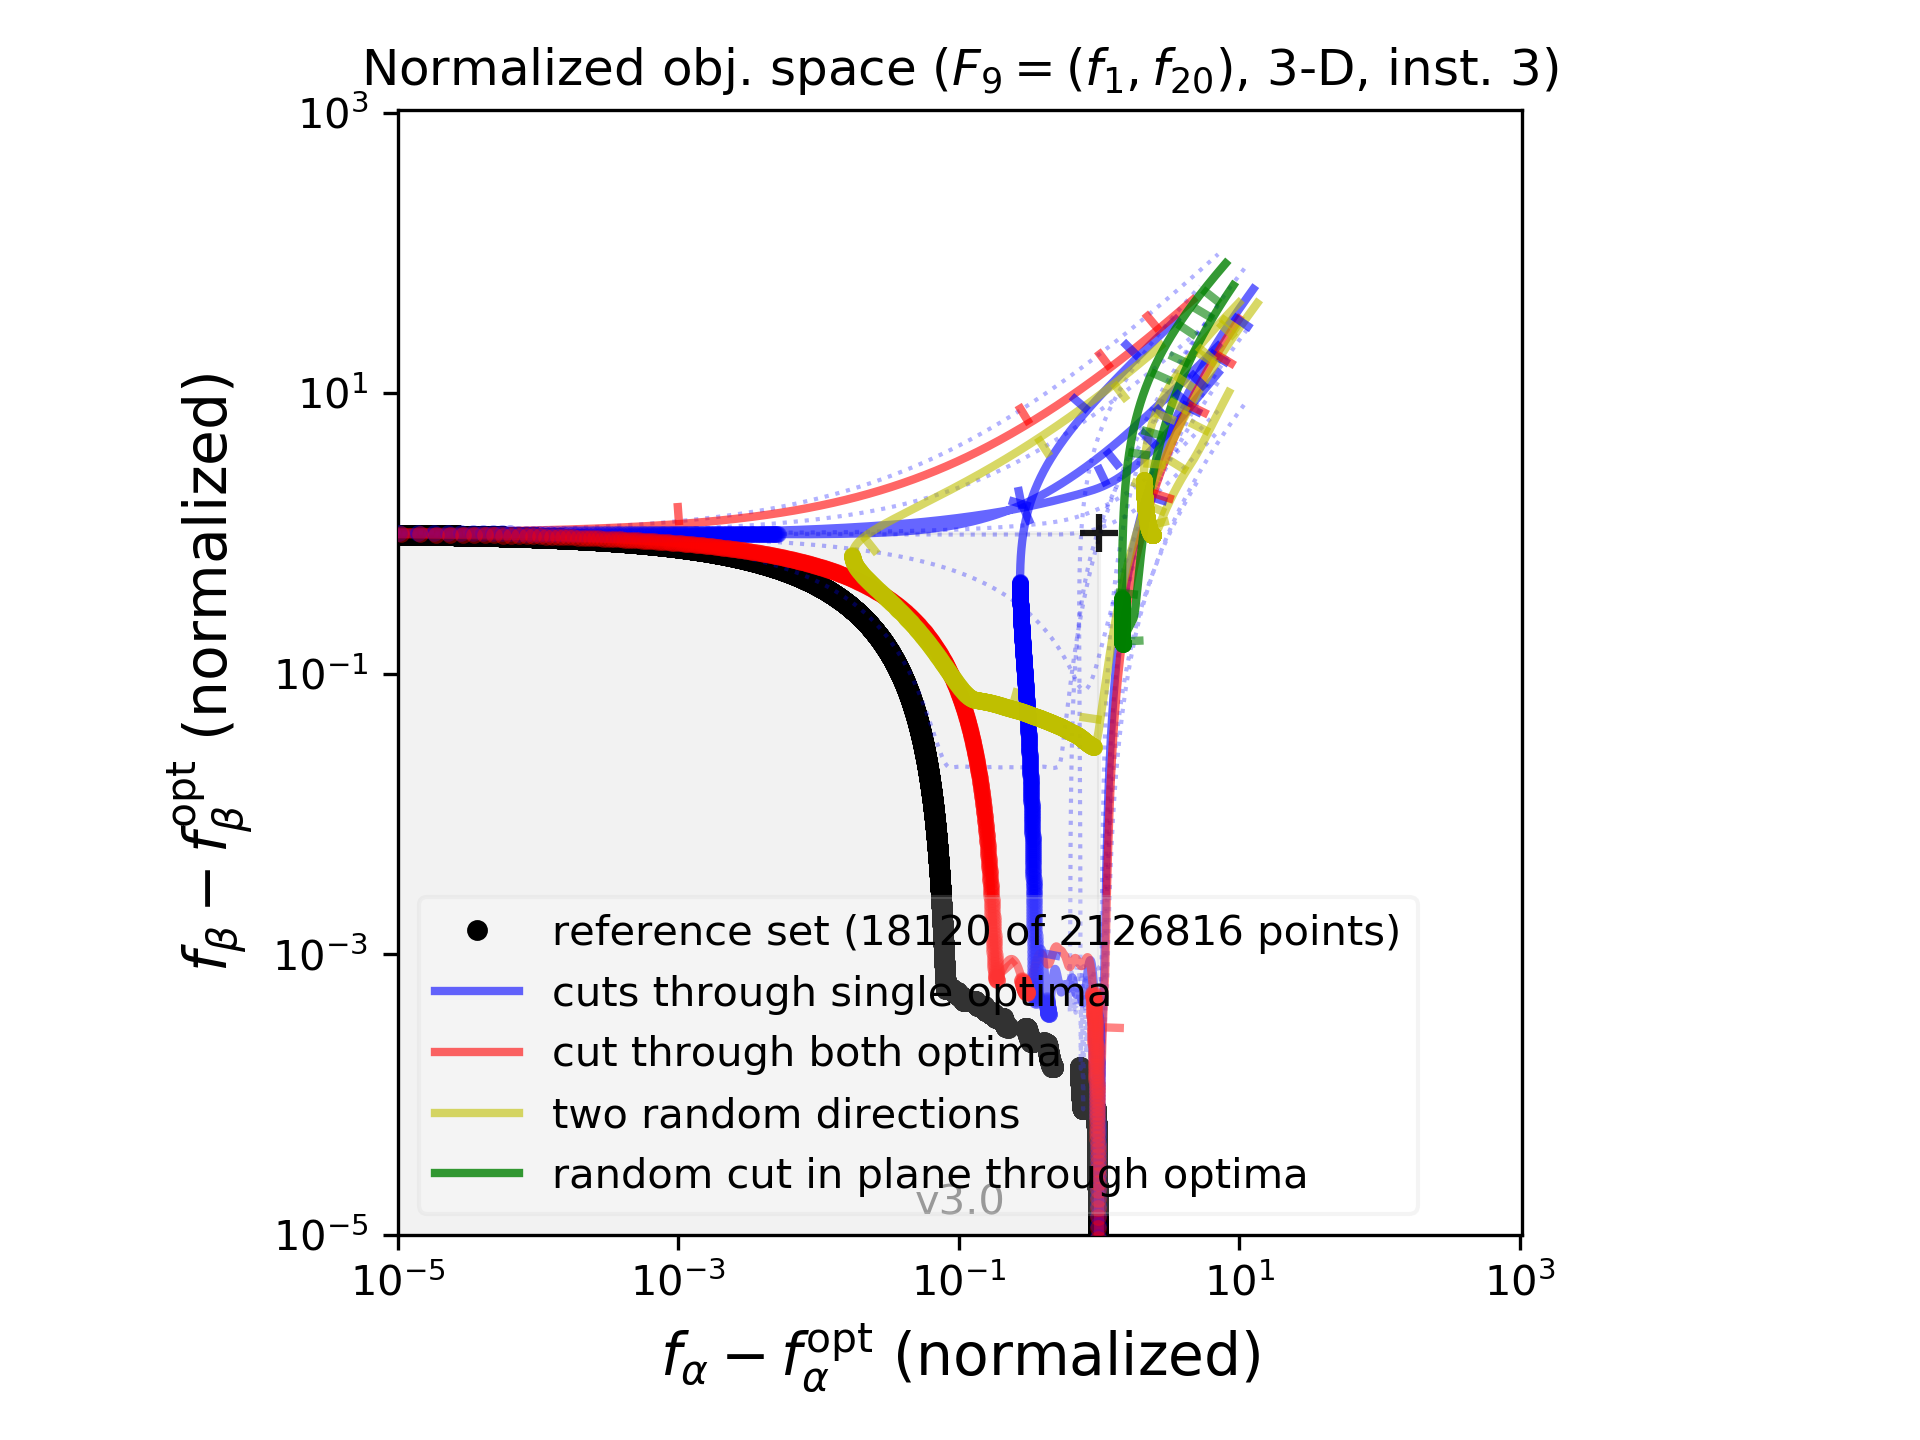 Normalized obj. space (F₉ = (f₁, f₂₀), 3-D, inst. 3)
10³
10¹
10⁻¹
10⁻³
10⁻⁵
f_β − f_β^opt (normalized)
reference set (18120 of 2126816 points)
cuts through single optima
cut through both optima
two random directions
random cut in plane through optima
v3.0
10⁻⁵ 10⁻³ 10⁻¹ 10¹ 10³
f_α − f_α^opt (normalized)